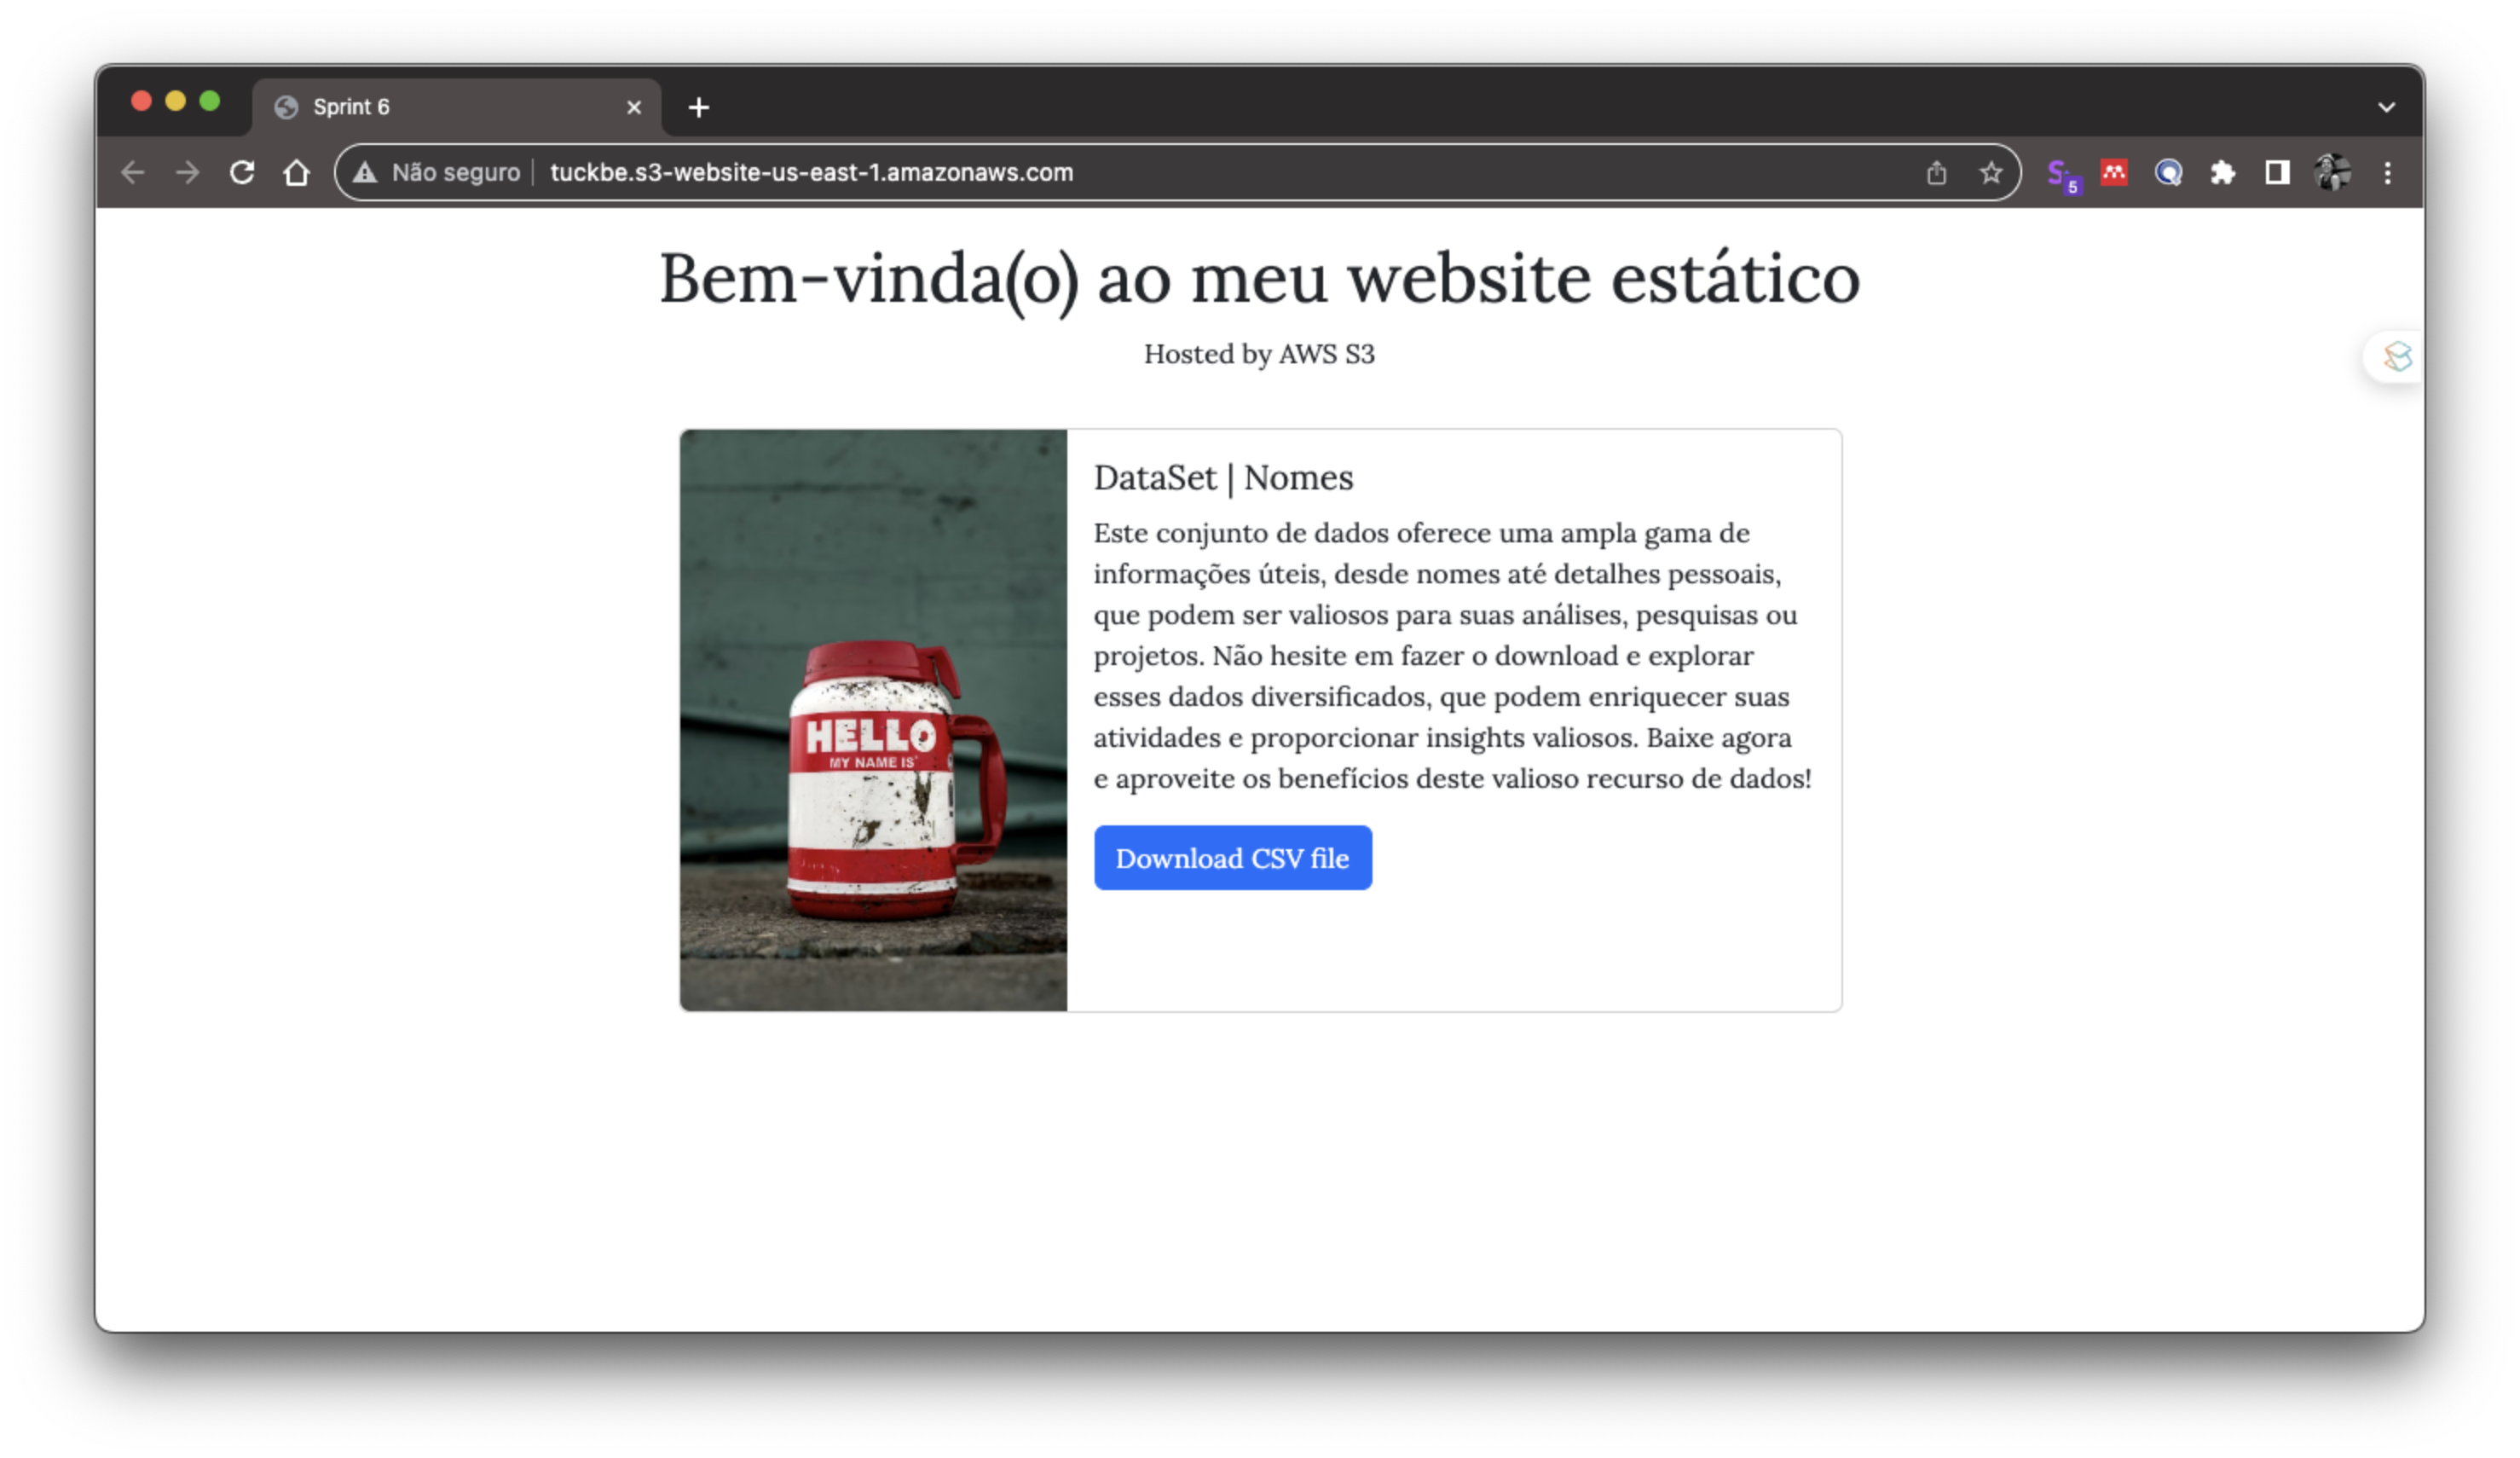 Sprint 6
Não seguro
tuckbe.s3-website-us-east-1.amazonaws.com
S
5
Bem-vinda(o) ao meu website estático
Hosted by AWS S3
HELLO
MY NAME IS
DataSet | Nomes
Este conjunto de dados oferece uma ampla gama de
informações úteis, desde nomes até detalhes pessoais,
que podem ser valiosos para suas análises, pesquisas ou
projetos. Não hesite em fazer o download e explorar
esses dados diversificados, que podem enriquecer suas
atividades e proporcionar insights valiosos. Baixe agora
e aproveite os benefícios deste valioso recurso de dados!
Download CSV file